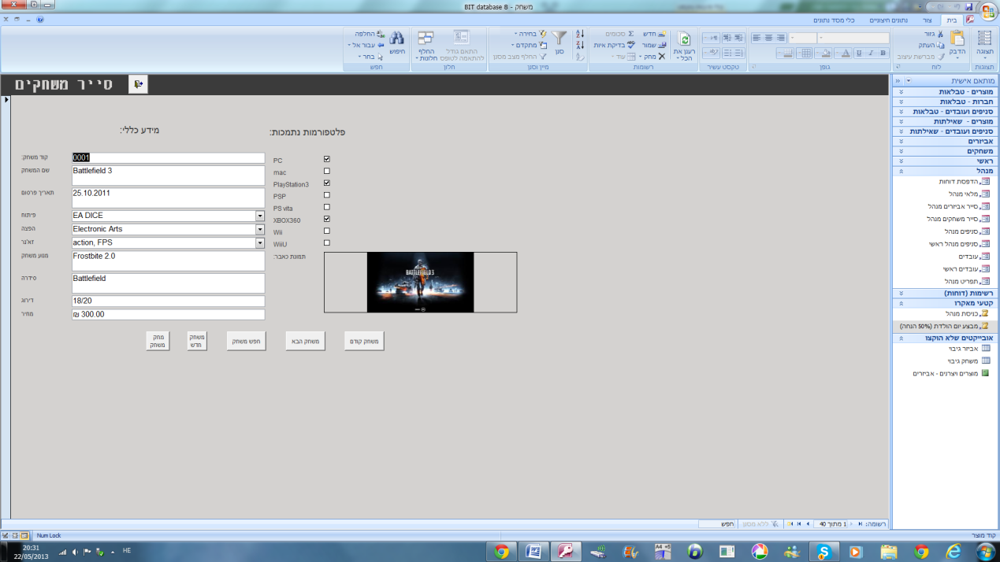 משחק - BIT database 8
בית
צור
נתונים חיצוניים
כלי מסד נתונים
תצוגה
הדבק
גזור
העתק
מברשת עיצוב
רענן את הכל
חדש
שמור
מחק
סכומים
בדיקת איות
עוד
סנן
בחירה
מתקדם
החלף מצב מסנן
התאם גודל להתאמה לטופס
החלף חלונות
חיפוש
החלפה
עבור אל
בחר
תצוגות
לוח
גופן
טקסט עשיר
רשומות
מיין וסנן
חלון
חפש
סייר משחקים
מידע כללי:
פלטפורמות נתמכות:
קוד משחק: 0001
שם המשחק Battlefield 3
תאריך פרסום 25.10.2011
פיתוח EA DICE
הפצה Electronic Arts
ז'אנר action, FPS
מנוע משחק Frostbite 2.0
סידרה Battlefield
דירוג 18/20
מחיר ₪ 300.00
PC
mac
PlayStation3
PSP
PS vita
XBOX360
Wii
WiiU
תמונת כאבר:
BATTLEFIELD 3
מחק משחק
משחק חדש
חפש משחק
משחק הבא
משחק קודם
מותאם אישית
מוצרים - טבלאות
חברות - טבלאות
סניפים ועובדים - טבלאות
מוצרים - שאילתות
סניפים ועובדים - שאילתות
אביזרים
משחקים
ראשי
מנהל
הדפסת דוחות
מלאי מנהל
סייר אביזרים מנהל
סייר משחקים מנהל
סניפים מנהל
סניפים מנהל ראשי
עובדים
עובדים ראשי
תפריט מנהל
רשימות (דוחות)
קטעי מאקרו
כניסת מנהל
מבצע יום הולדת (50% הנחה)
אובייקטים שלא הוקצו
אביזר גיבוי
משחק גיבוי
מוצרים ויצרנים - אביזרים
רשומה: 1 מתוך 40
ללא מסנן
חפש
קוד מוצר
Num Lock
20:31
22/05/2013
HE